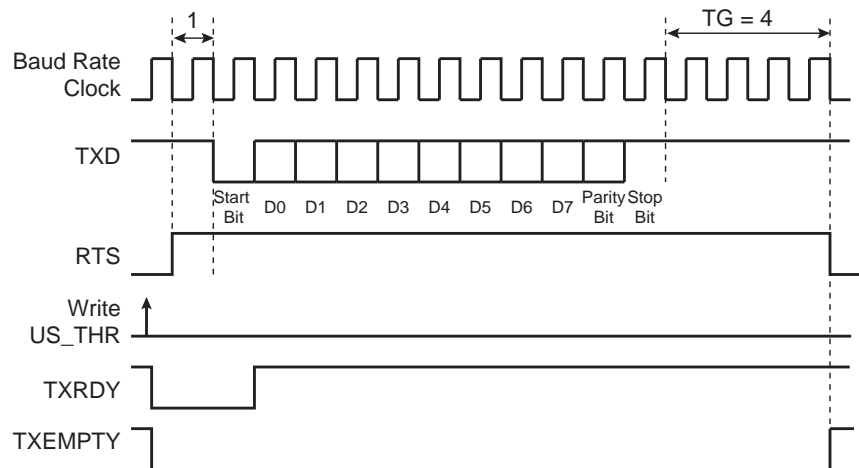 1
TG = 4
Baud Rate
Clock
TXD
Start
Bit
D0
D1
D2
D3
D4
D5
D6
D7
Parity
Bit
Stop
Bit
RTS
Write
US_THR
TXRDY
TXEMPTY